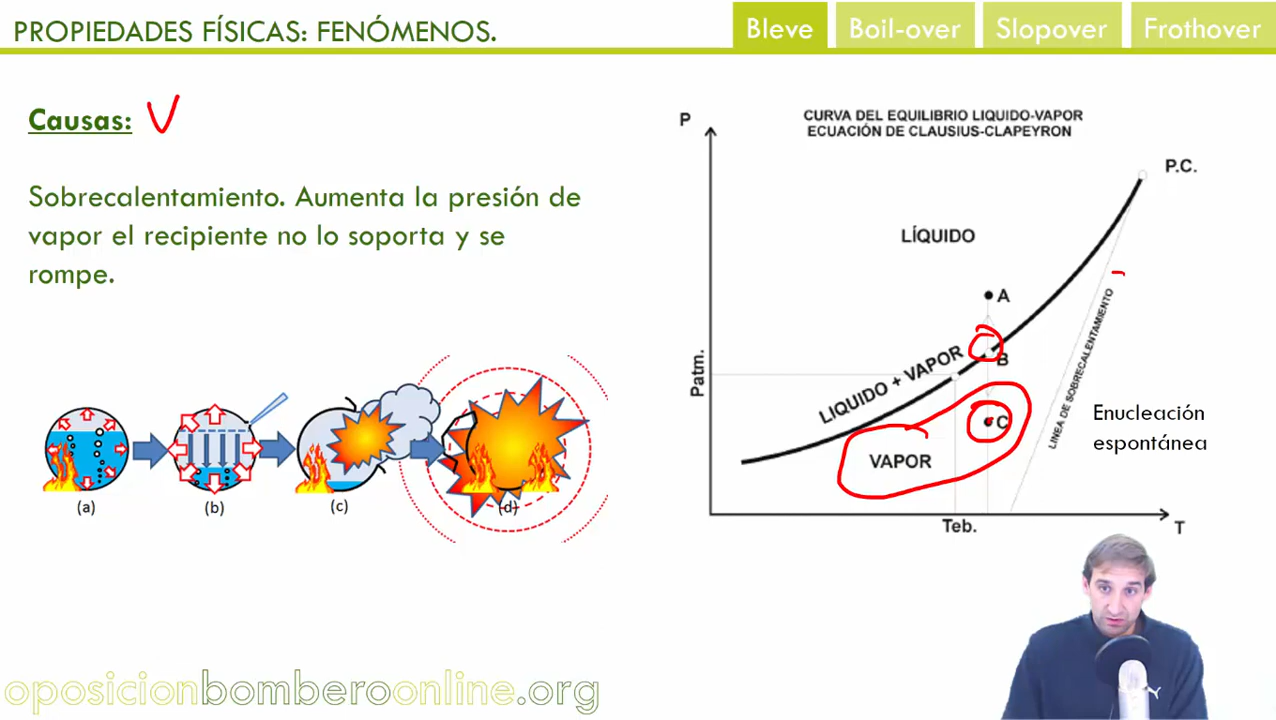 PROPIEDADES FÍSICAS: FENÓMENOS.
Bleve
Boil-over
Slopover
Frothover
Causas: V
Sobrecalentamiento. Aumenta la presión de
vapor el recipiente no lo soporta y se
rompe.
(a)
(b)
(c)
(d)
CURVA DEL EQUILIBRIO LIQUIDO-VAPOR
ECUACIÓN DE CLAUSIUS-CLAPEYRON
P
P.C.
LÍQUIDO
A
B
LIQUIDO + VAPOR
Patm.
C
VAPOR
LINEA DE SOBRECALENTAMIENTO
Teb.
T
Enucleación
espontánea
oposicionbomberoonline.org